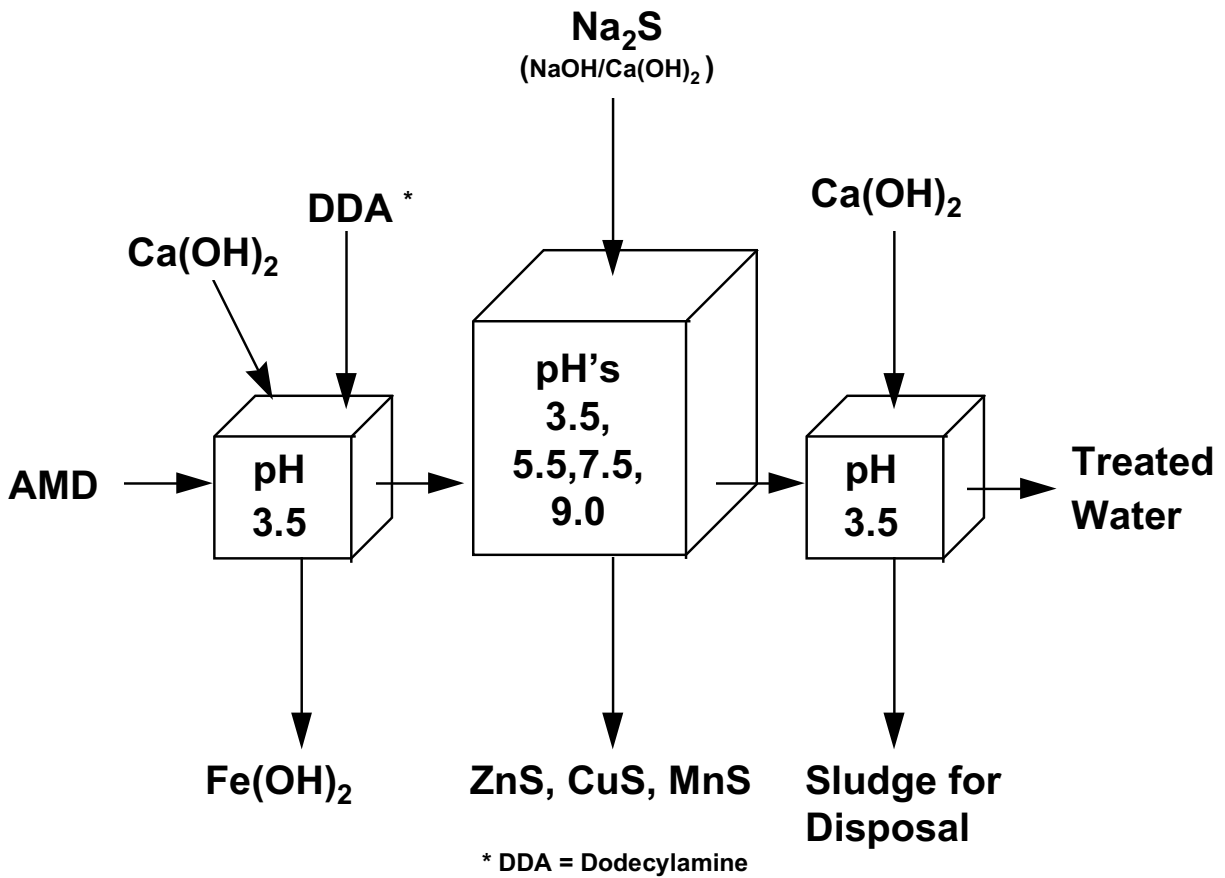 Na₂S
(NaOH/Ca(OH)₂ )
DDA *
Ca(OH)₂
Ca(OH)₂
AMD
pH
3.5
pH's
3.5,
5.5,7.5,
9.0
pH
3.5
Treated
Water
Fe(OH)₂
ZnS, CuS, MnS
Sludge for
Disposal
* DDA = Dodecylamine